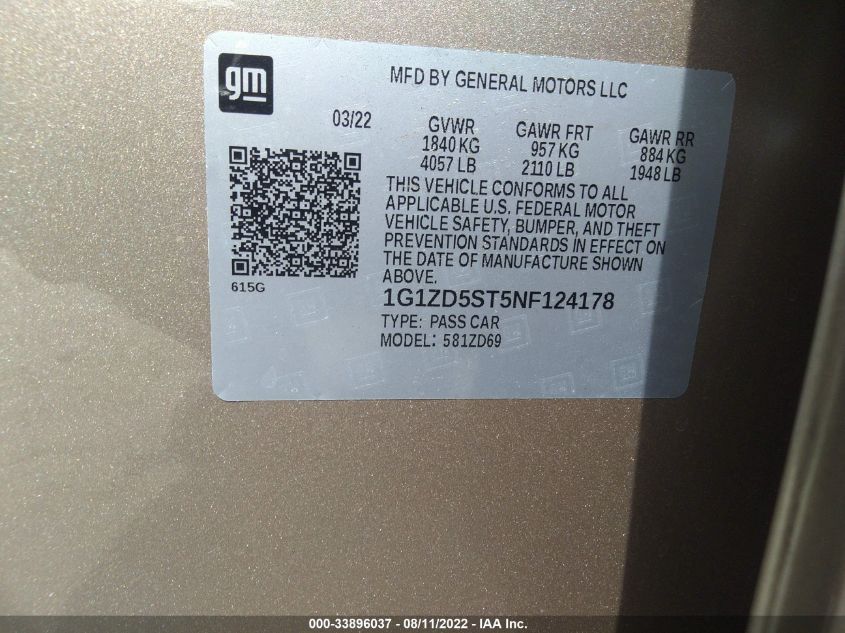 gm
MFD BY GENERAL MOTORS LLC
03/22
GVWR
1840 KG
4057 LB
GAWR FRT
957 KG
2110 LB
GAWR RR
884 KG
1948 LB
THIS VEHICLE CONFORMS TO ALL
APPLICABLE U.S. FEDERAL MOTOR
VEHICLE SAFETY, BUMPER, AND THEFT
PREVENTION STANDARDS IN EFFECT ON
THE DATE OF MANUFACTURE SHOWN
ABOVE.
615G
1G1ZD5ST5NF124178
TYPE: PASS CAR
MODEL: 581ZD69
000-33896037 - 08/11/2022 - IAA Inc.